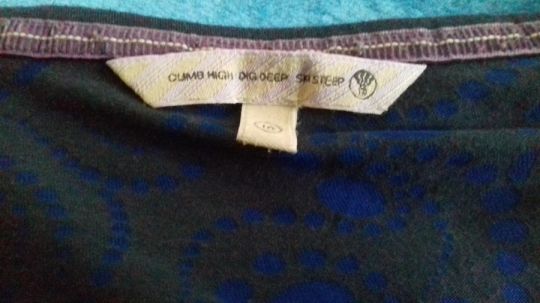 CLIMB HIGH DIG DEEP SKI STEEP